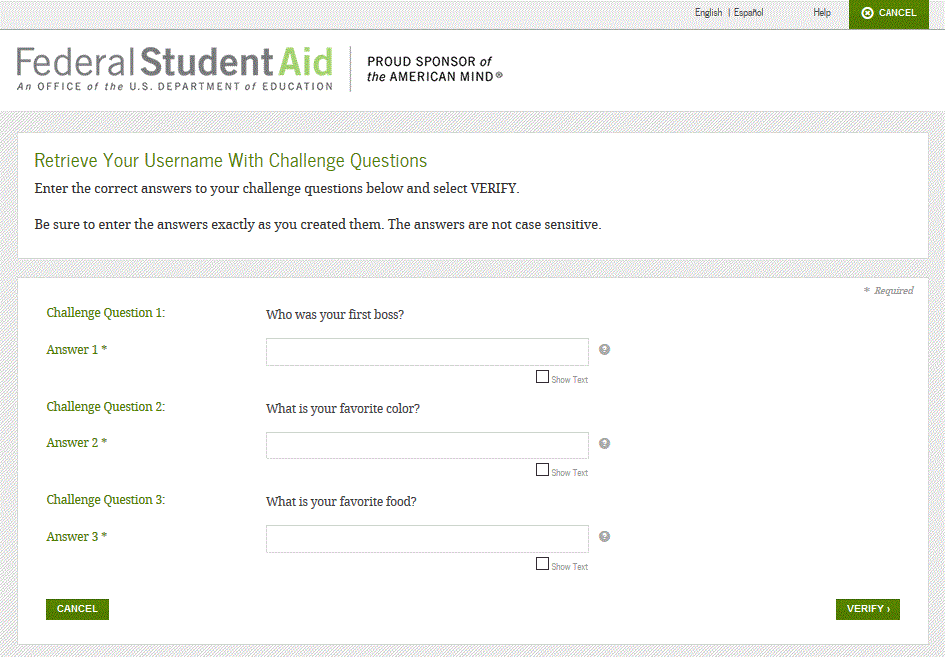 English | Español Help CANCEL
Federal Student Aid
An OFFICE of the U.S. DEPARTMENT of EDUCATION
PROUD SPONSOR of
the AMERICAN MIND®
Retrieve Your Username With Challenge Questions
Enter the correct answers to your challenge questions below and select VERIFY.
Be sure to enter the answers exactly as you created them. The answers are not case sensitive.
* Required
Challenge Question 1: Who was your first boss?
Answer 1 * ?
Show Text
Challenge Question 2: What is your favorite color?
Answer 2 * ?
Show Text
Challenge Question 3: What is your favorite food?
Answer 3 * ?
Show Text
CANCEL VERIFY ›